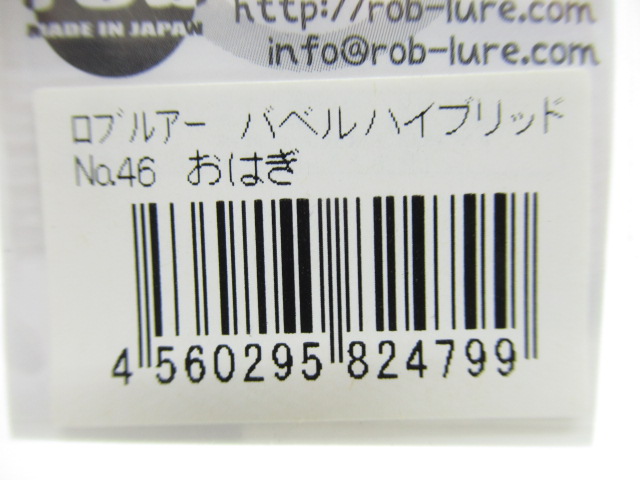 http://rob-lure.com
MADE IN JAPAN
info@rob-lure.com
ロブルアー　バベルハイブリッド
No.46　おはぎ
4 560295 824799